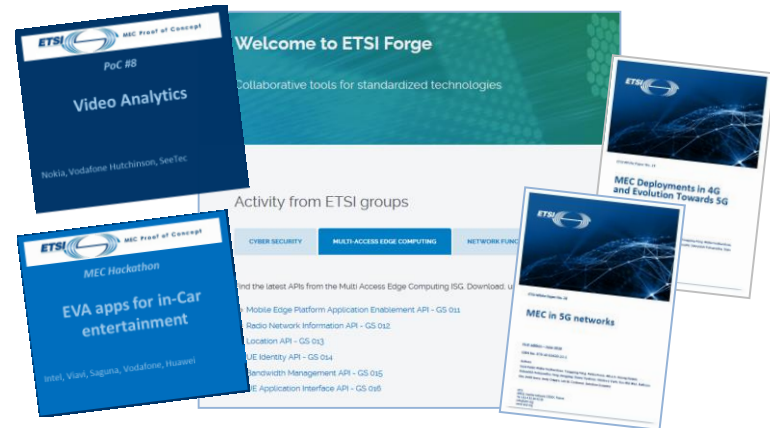 ETSI MEC Proof of Concept
PoC #8
Video Analytics
Nokia, Vodafone Hutchinson, SeeTec
ETSI MEC Proof of Concept
MEC Hackathon
EVA apps for in-Car
entertainment
Intel, Viavi, Saguna, Vodafone, Huawei
Welcome to ETSI Forge
Collaborative tools for standardized technologies
Activity from ETSI groups
CYBER SECURITY
MULTI-ACCESS EDGE COMPUTING
NETWORK FUNC
ind the latest APIs from the Multi Access Edge Computing ISG. Download, u
Mobile Edge Platform Application Enablement API - GS 011
Radio Network Information API - GS 012
Location API - GS 013
UE Identity API - GS 014
Bandwidth Management API - GS 015
UE Application Interface API - GS 016
ETSI
MEC Deployments in 4G
and Evolution Towards 5G
ETSI
MEC in 5G networks